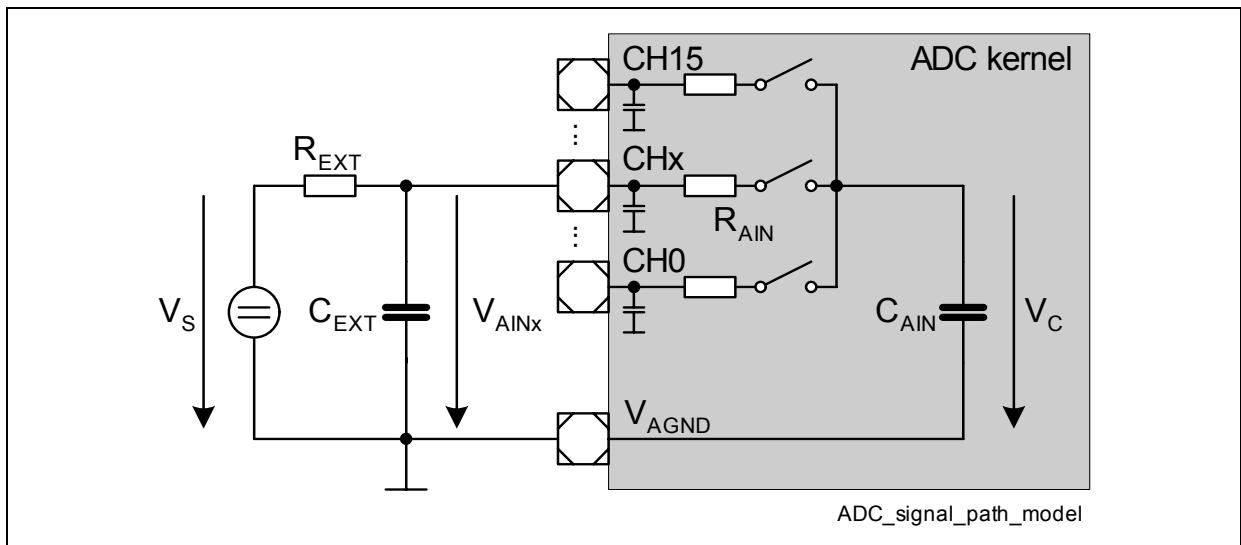 CH15 ADC kernel
⋮
R_EXT CHx
R_AIN
⋮
CH0
V_S C_EXT V_AINx C_AIN V_C
V_AGND
ADC_signal_path_model